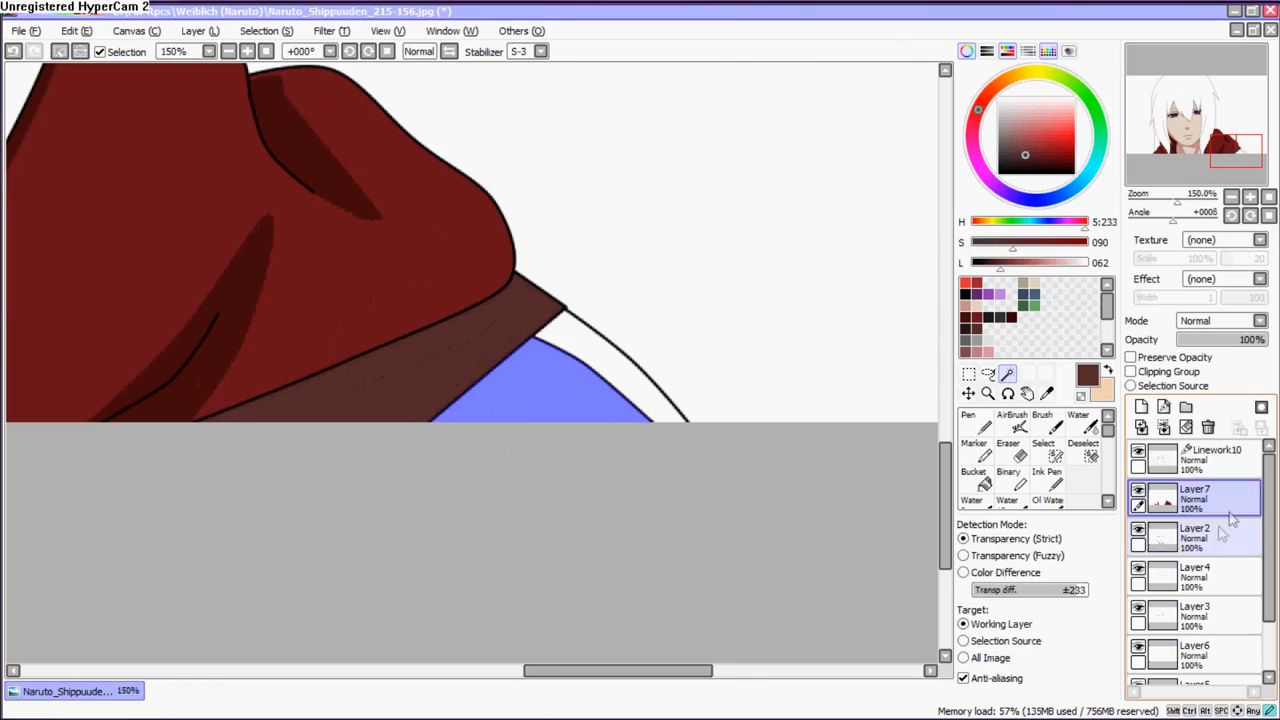 Unregistered HyperCam 2
\Weiblich (Naruto)\Naruto_Shippuuden_215-156.jpg (*)
File (F) Edit (E) Canvas (C) Layer (L) Selection (S) Filter (T) View (V) Window (W) Others (O)
Selection 150% +000° Normal Stabilizer S-3
Zoom 150.0%
Angle +000ß
H 5:233
S 090
L 062
Texture (none)
Scale 100% 20
Effect (none)
Width 1 100
Mode Normal
Opacity 100%
Preserve Opacity
Clipping Group
Selection Source
Pen AirBrush Brush Water
Marker Eraser Select Deselect
Bucket Binary Ink Pen
Water Water Ol Water
Linework10
Normal
100%
Layer7
Normal
100%
Layer2
Normal
100%
Layer4
Normal
100%
Layer3
Normal
100%
Layer6
Normal
100%
Layer5
Detection Mode:
Transparency (Strict)
Transparency (Fuzzy)
Color Difference
Transp diff. ±233
Target:
Working Layer
Selection Source
All Image
Anti-aliasing
Naruto_Shippuude... 150%
Memory load: 57% (135MB used / 756MB reserved) Shift Ctrl Alt SPC Any